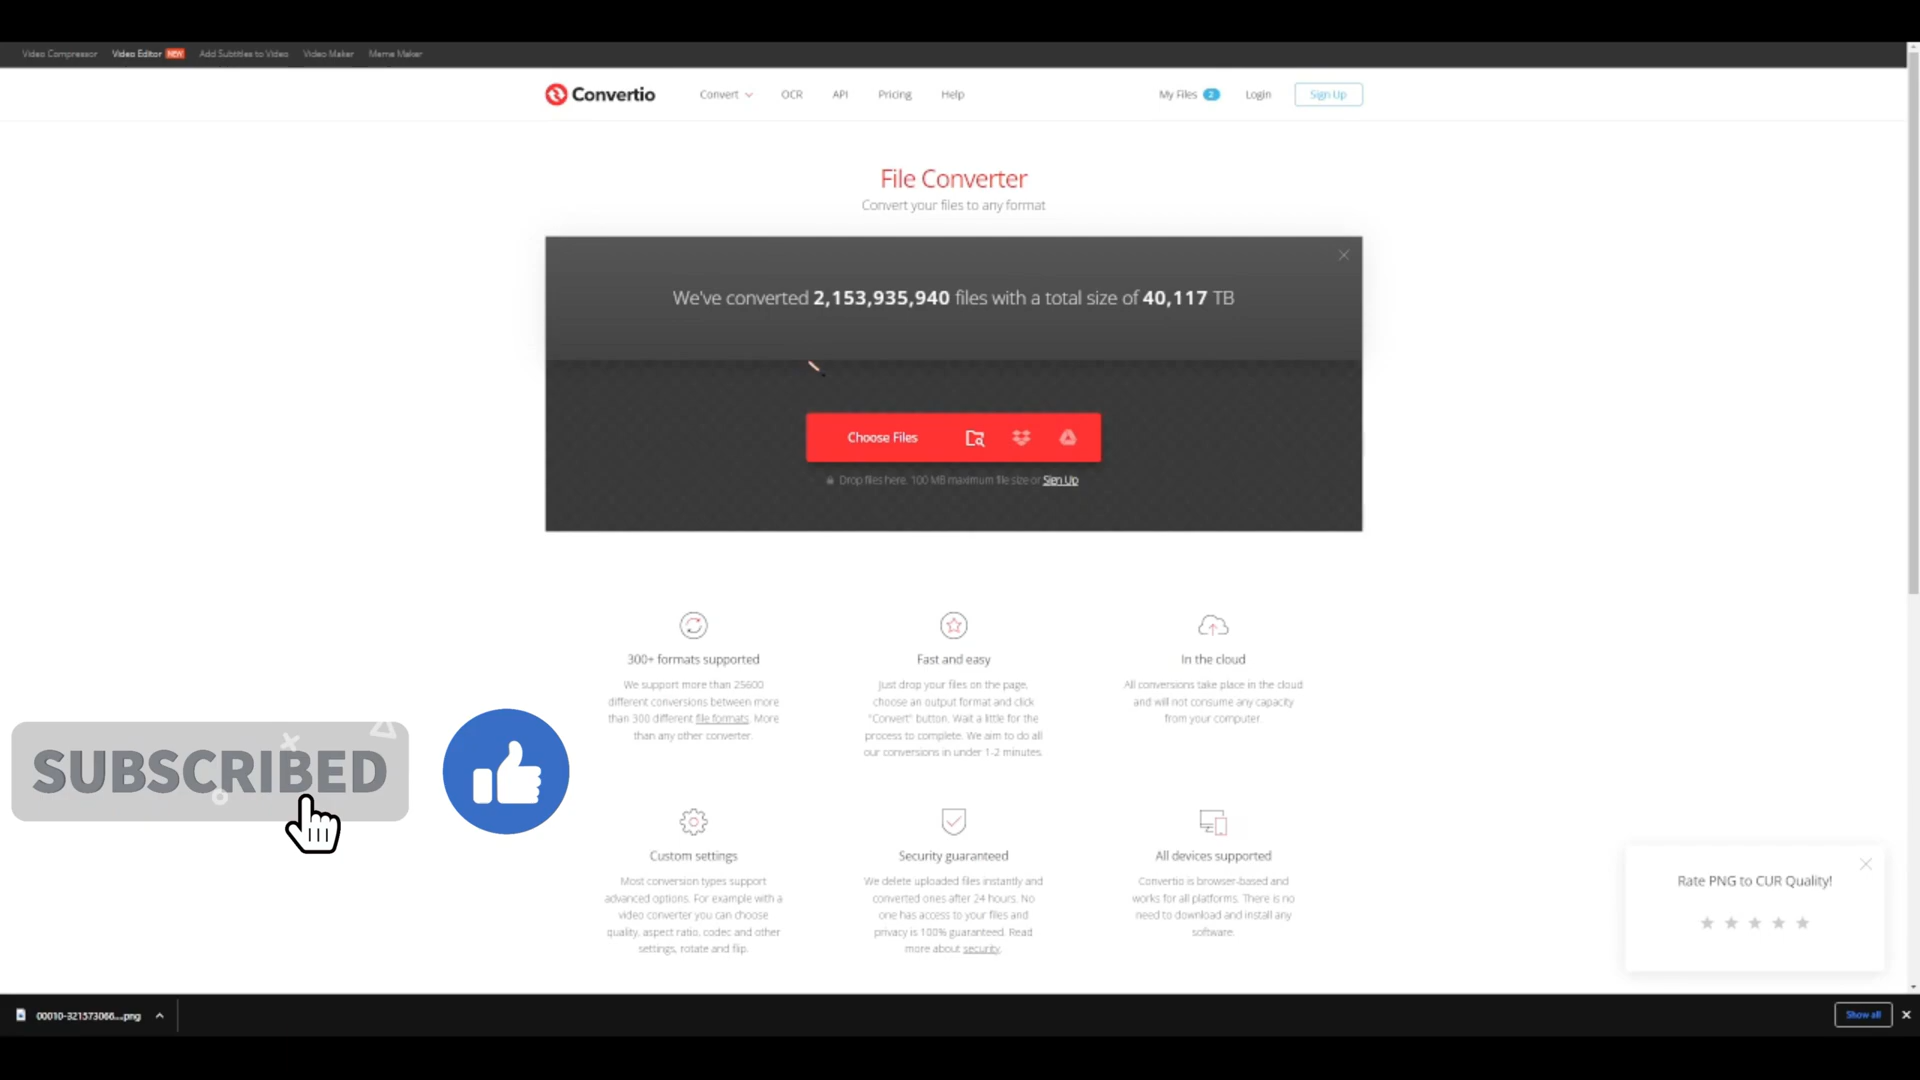 Video Compressor Video Editor NEW Add Subtitles to Video Video Maker Meme Maker
Convertio Convert OCR API Pricing Help My Files 2 Login Sign Up
File Converter
Convert your files to any format
We've converted 2,153,935,940 files with a total size of 40,117 TB
Choose Files
Drop files here. 100 MB maximum file size or Sign Up
300+ formats supported
We support more than 25600
different conversions between more
than 300 different file formats. More
than any other converter.
Fast and easy
Just drop your files on the page,
choose an output format and click
"Convert" button. Wait a little for the
process to complete. We aim to do all
our conversions in under 1-2 minutes.
In the cloud
All conversions take place in the cloud
and will not consume any capacity
from your computer.
SUBSCRIBED
Custom settings
Most conversion types support
advanced options. For example with a
video converter you can choose
quality, aspect ratio, codec and other
settings, rotate and flip.
Security guaranteed
We delete uploaded files instantly and
converted ones after 24 hours. No
one has access to your files and
privacy is 100% guaranteed. Read
more about security.
All devices supported
Convertio is browser-based and
works for all platforms. There is no
need to download and install any
software.
Rate PNG to CUR Quality!
00010-321573066....png
Show all